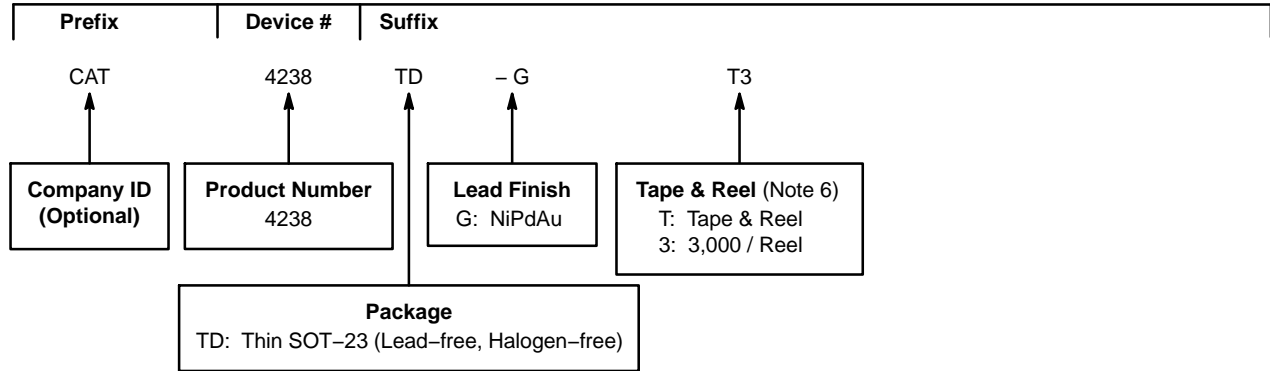 Prefix
Device #
Suffix
CAT
4238
TD
– G
T3
Company ID
(Optional)
Product Number
4238
Lead Finish
G: NiPdAu
Tape & Reel (Note 6)
T: Tape & Reel
3: 3,000 / Reel
Package
TD: Thin SOT−23 (Lead−free, Halogen−free)